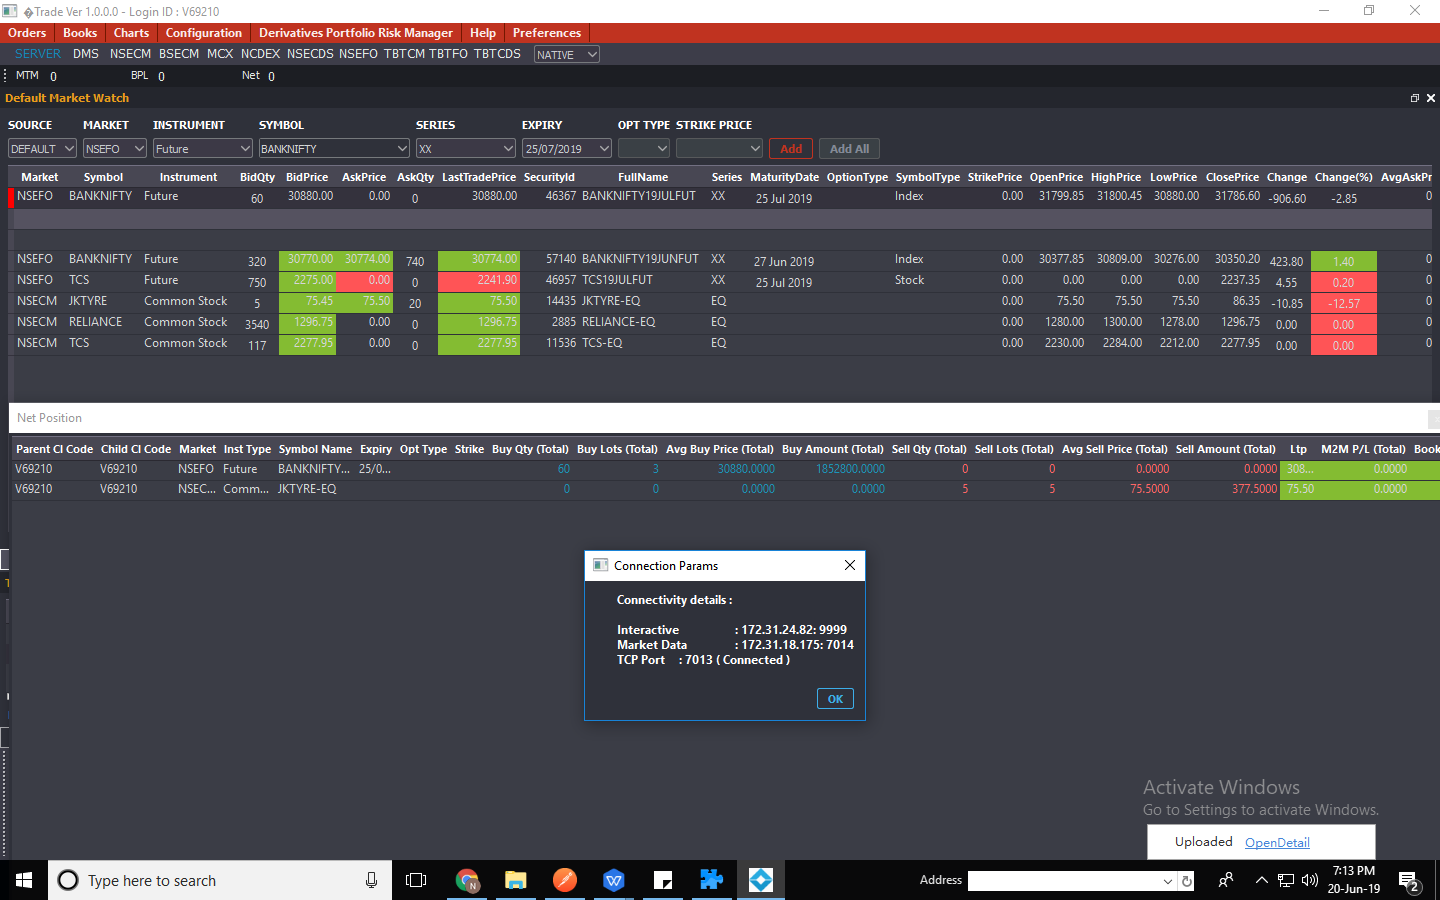 �Trade Ver 1.0.0.0 - Login ID : V69210
Orders Books Charts Configuration Derivatives Portfolio Risk Manager Help Preferences
SERVER DMS NSECM BSECM MCX NCDEX NSECDS NSEFO TBTCM TBTFO TBTCDS NATIVE
MTM 0 BPL 0 Net 0
Default Market Watch
SOURCE MARKET INSTRUMENT SYMBOL SERIES EXPIRY OPT TYPE STRIKE PRICE
DEFAULT NSEFO Future BANKNIFTY XX 25/07/2019 Add Add All
Market Symbol Instrument BidQty BidPrice AskPrice AskQty LastTradePrice SecurityId FullName Series MaturityDate OptionType SymbolType StrikePrice OpenPrice HighPrice LowPrice ClosePrice Change Change(%) AvgAskPr
NSEFO BANKNIFTY Future 60 30880.00 0.00 0 30880.00 46367 BANKNIFTY19JULFUT XX 25 Jul 2019 Index 0.00 31799.85 31800.45 30880.00 31786.60 -906.60 -2.85 0
NSEFO BANKNIFTY Future 320 30770.00 30774.00 740 30774.00 57140 BANKNIFTY19JUNFUT XX 27 Jun 2019 Index 0.00 30377.85 30809.00 30276.00 30350.20 423.80 1.40 0
NSEFO TCS Future 750 2275.00 0.00 0 2241.90 46957 TCS19JULFUT XX 25 Jul 2019 Stock 0.00 0.00 0.00 0.00 2237.35 4.55 0.20 0
NSECM JKTYRE Common Stock 5 75.45 75.50 20 75.50 14435 JKTYRE-EQ EQ 0.00 75.50 75.50 75.50 86.35 -10.85 -12.57 0
NSECM RELIANCE Common Stock 3540 1296.75 0.00 0 1296.75 2885 RELIANCE-EQ EQ 0.00 1280.00 1300.00 1278.00 1296.75 0.00 0.00 0
NSECM TCS Common Stock 117 2277.95 0.00 0 2277.95 11536 TCS-EQ EQ 0.00 2230.00 2284.00 2212.00 2277.95 0.00 0.00 0
Net Position
Parent Cl Code Child Cl Code Market Inst Type Symbol Name Expiry Opt Type Strike Buy Qty (Total) Buy Lots (Total) Avg Buy Price (Total) Buy Amount (Total) Sell Qty (Total) Sell Lots (Total) Avg Sell Price (Total) Sell Amount (Total) Ltp M2M P/L (Total) Book
V69210 V69210 NSEFO Future BANKNIFTY... 25/0... 60 3 30880.0000 1852800.0000 0 0 0.0000 0.0000 308... 0.0000
V69210 V69210 NSEC... Comm... JKTYRE-EQ 0 0 0.0000 0.0000 5 5 75.5000 377.5000 75.50 0.0000
Connection Params
Connectivity details :
Interactive : 172.31.24.82: 9999
Market Data : 172.31.18.175: 7014
TCP Port : 7013 ( Connected )
OK
Activate Windows
Go to Settings to activate Windows.
Uploaded OpenDetail
Type here to search
N
W
Address
7:13 PM
20-Jun-19
2